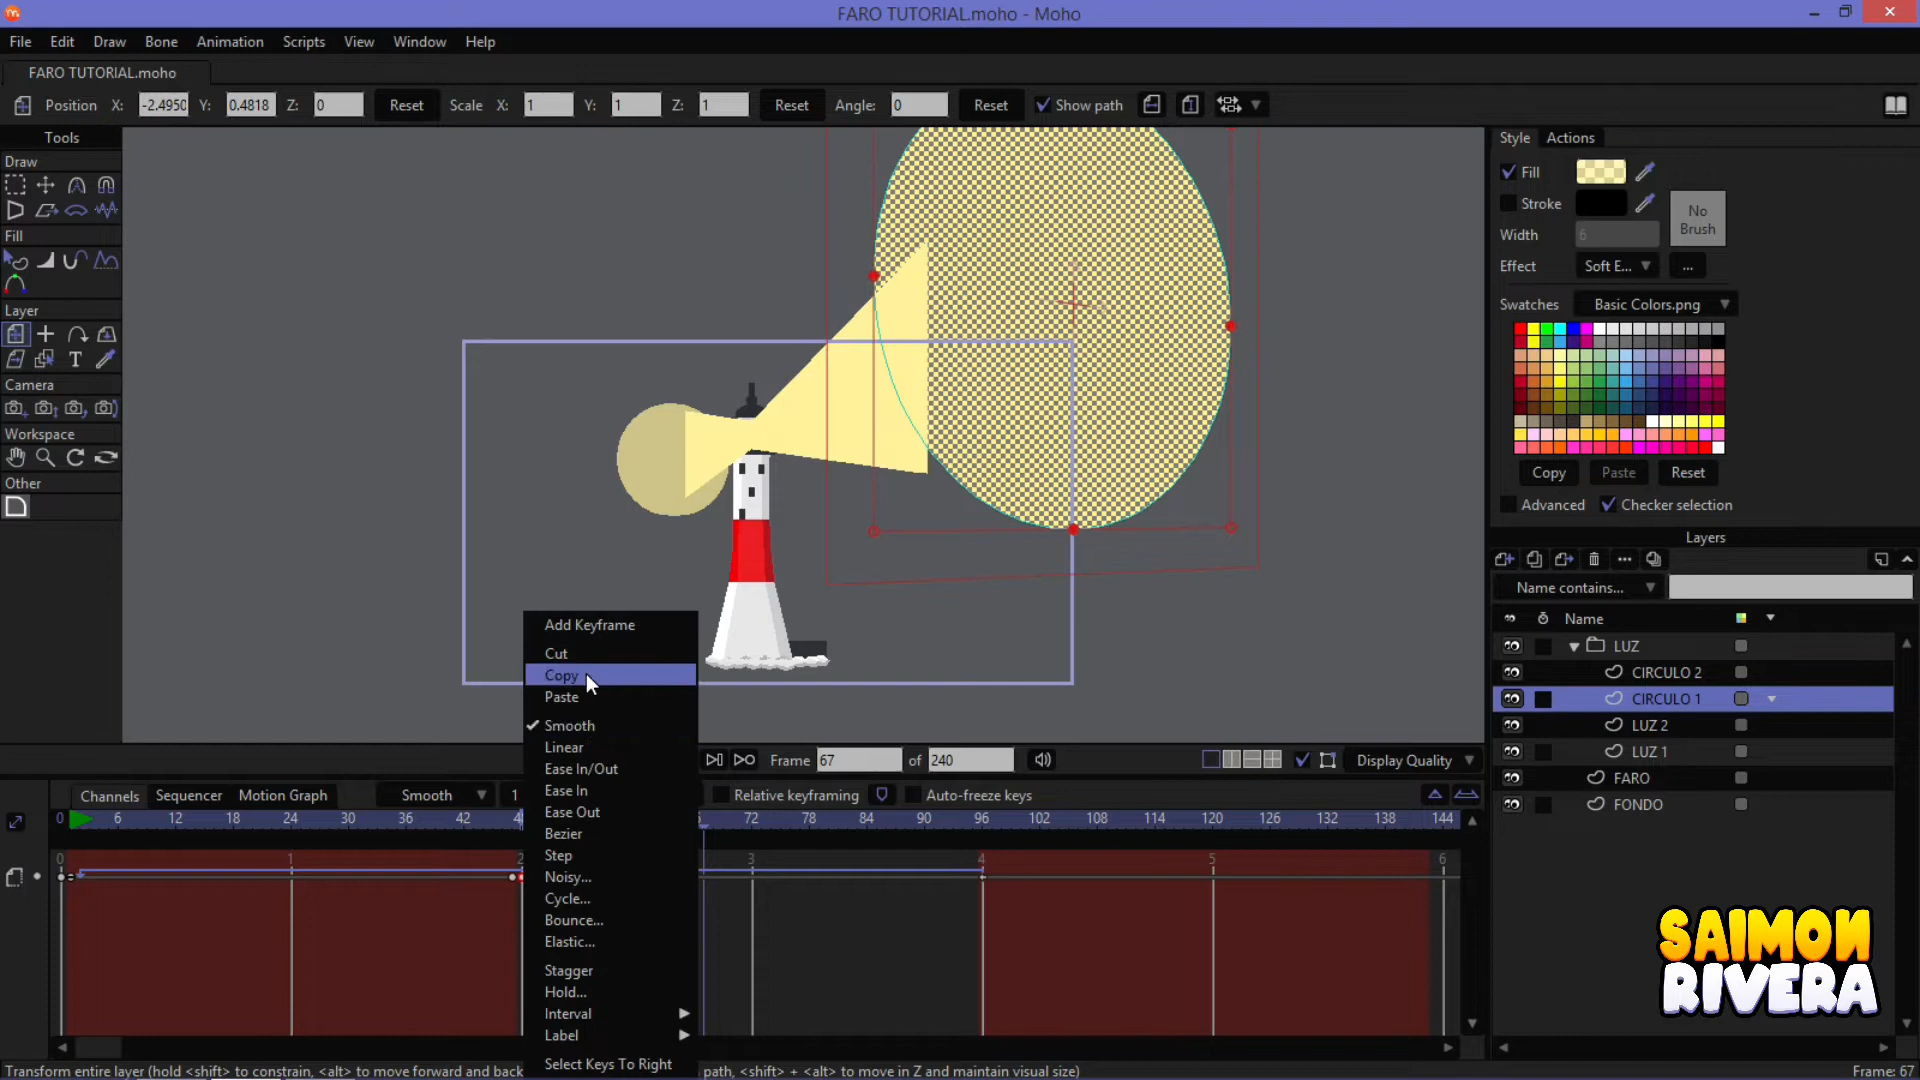 FARO TUTORIAL.moho - Moho
File Edit Draw Bone Animation Scripts View Window Help
FARO TUTORIAL.moho
Position X: -2.4950 Y: 0.4818 Z: 0 Reset Scale X: 1 Y: 1 Z: 1 Reset Angle: 0 Reset Show path
Tools
Draw
Fill
Layer
T
Camera
Workspace
Other
Style Actions
Fill
Stroke
No Brush
Width 6
Effect Soft E... ...
Swatches Basic Colors.png
Copy Paste Reset
Advanced Checker selection
Layers
Name contains...
Name
LUZ
CIRCULO 2
CIRCULO 1
LUZ 2
LUZ 1
FARO
FONDO
Add Keyframe
Cut
Copy
Paste
Smooth
Linear
Ease In/Out
Ease In
Ease Out
Bezier
Step
Noisy...
Cycle...
Bounce...
Elastic...
Stagger
Hold...
Interval
Label
Select Keys To Right
Frame 67 of 240 Display Quality
Channels Sequencer Motion Graph Smooth 1 Relative keyframing Auto-freeze keys
0 6 12 18 24 30 36 42 72 78 84 90 96 102 108 114 120 126 132 138 144
0 1 2 3 4 5 6
SAIMON
RIVERA
Transform entire layer (hold <shift> to constrain, <alt> to move forward and back path, <shift> + <alt> to move in Z and maintain visual size) Frame: 67